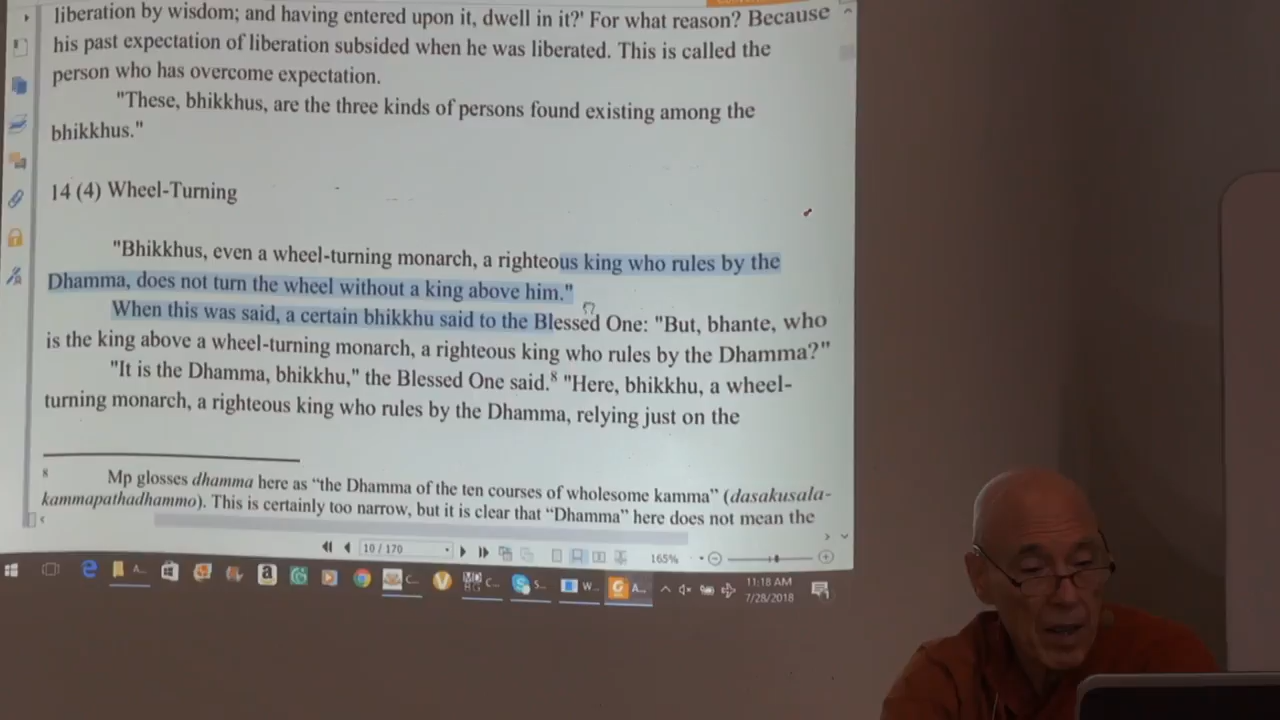 liberation by wisdom; and having entered upon it, dwell in it?' For what reason? Because
his past expectation of liberation subsided when he was liberated. This is called the
person who has overcome expectation.
"These, bhikkhus, are the three kinds of persons found existing among the
bhikkhus."
14 (4) Wheel-Turning
"Bhikkhus, even a wheel-turning monarch, a righteous king who rules by the
Dhamma, does not turn the wheel without a king above him."
When this was said, a certain bhikkhu said to the Blessed One: "But, bhante, who
is the king above a wheel-turning monarch, a righteous king who rules by the Dhamma?"
"It is the Dhamma, bhikkhu," the Blessed One said.8 "Here, bhikkhu, a wheel-
turning monarch, a righteous king who rules by the Dhamma, relying just on the
8
Mp glosses dhamma here as “the Dhamma of the ten courses of wholesome kamma” (dasakusala-
kammapathadhammo). This is certainly too narrow, but it is clear that “Dhamma” here does not mean the
10 / 170
165%
A...
C...
C...
S...
W...
A...
11:18 AM
7/28/2018